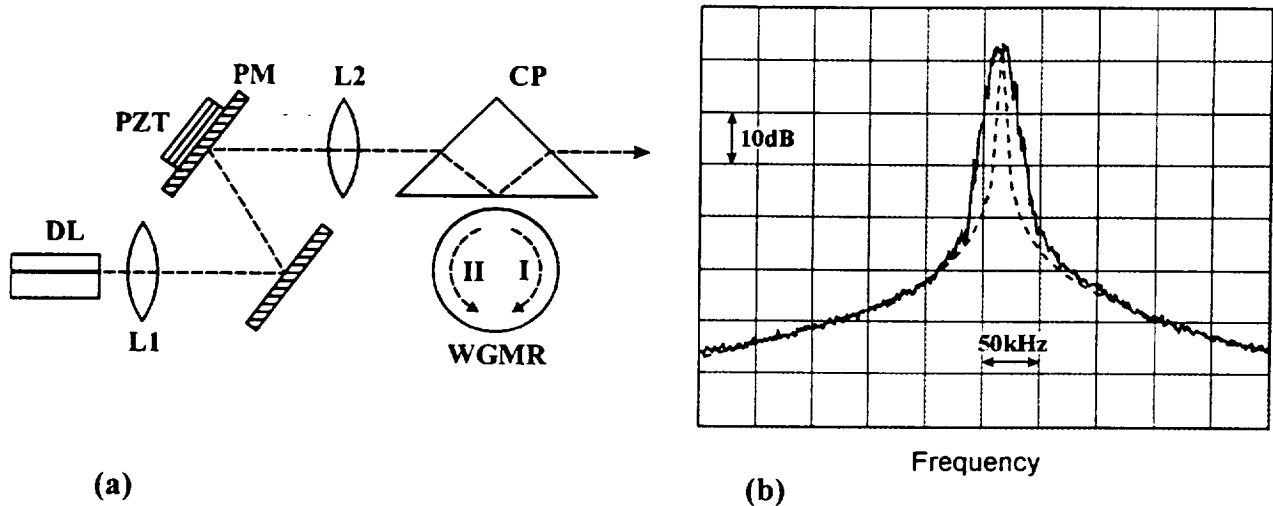 PM
L2
CP
PZT
DL
L1
II
I
WGMR
(a)
10dB
50kHz
Frequency
(b)